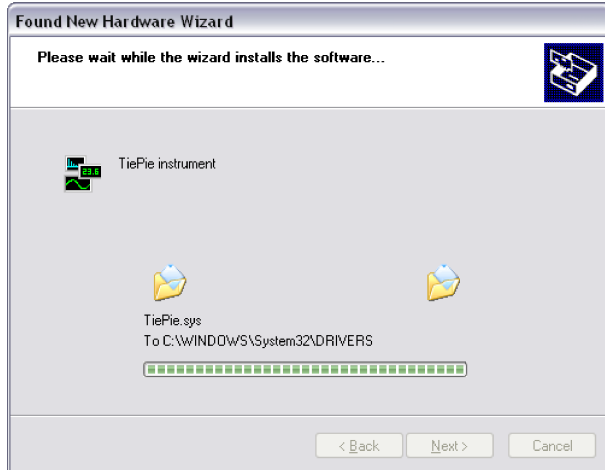 Found New Hardware Wizard
Please wait while the wizard installs the software...
23.6
TiePie instrument
TiePie.sys
To C:\WINDOWS\System32\DRIVERS
< Back
Next >
Cancel